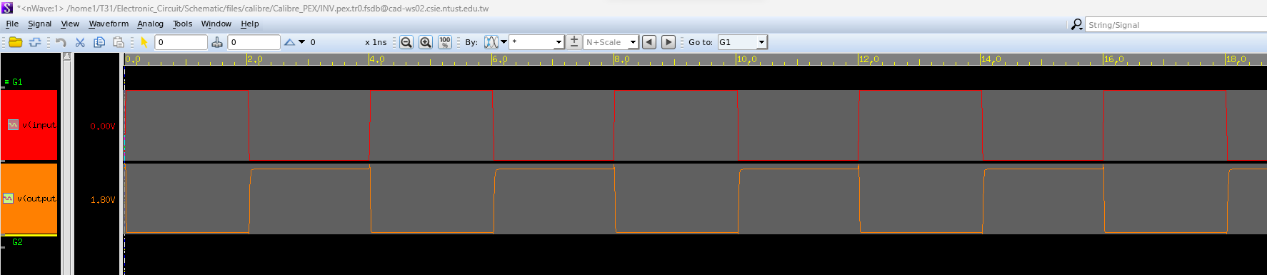 *<nWave:1> /home1/T31/Electronic_Circuit/Schematic/files/calibre/Calibre_PEX/INV.pex.tr0.fsdb@cad-ws02.csie.ntust.edu.tw
File Signal View Waveform Analog Tools Window Help
String/Signal
0 0 0 x 1ns 100 % By: * N+Scale Go to: G1
0.0 2.0 4.0 6.0 8.0 10.0 12.0 14.0 16.0 18.0
G1
v(input 0.00V
v(output 1.80V
G2